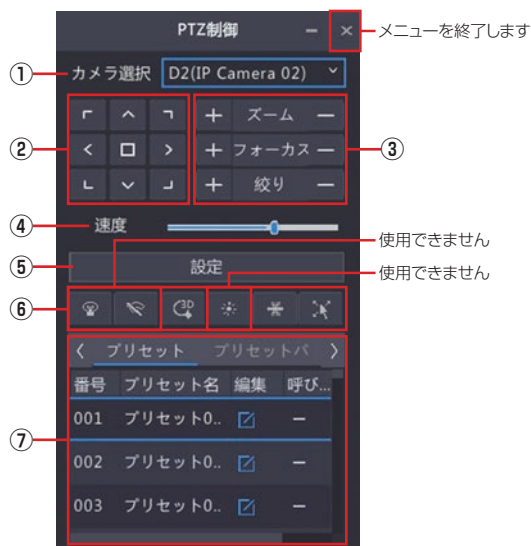 PTZ制御
メニューを終了します
① カメラ選択 D2(IP Camera 02)
②
ズーム
フォーカス
絞り
③
④ 速度
使用できません
⑤ 設定
使用できません
⑥
3D
プリセット プリセットパ
番号 プリセット名 編集 呼び...
001 プリセット0..
⑦
002 プリセット0..
003 プリセット0..